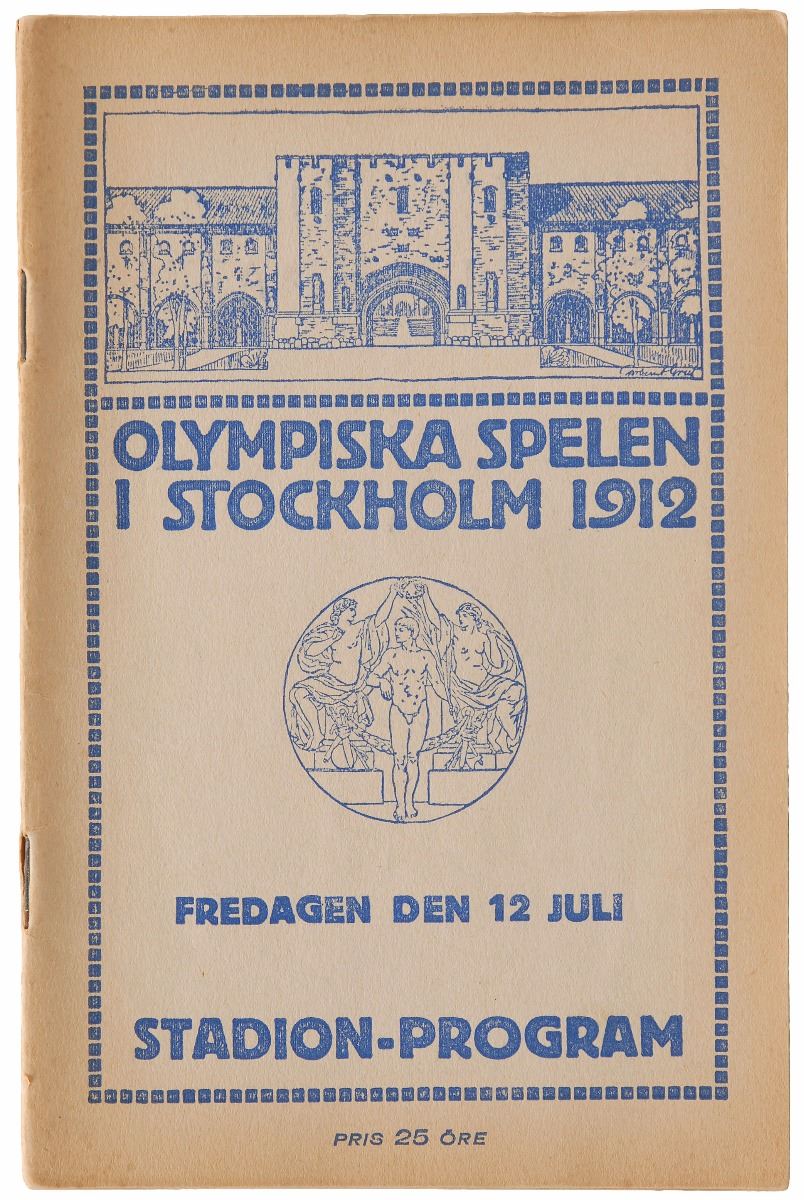 OLYMPISKA SPELEN
I STOCKHOLM 1912
FREDAGEN DEN 12 JULI
STADION-PROGRAM
PRIS 25 ÖRE